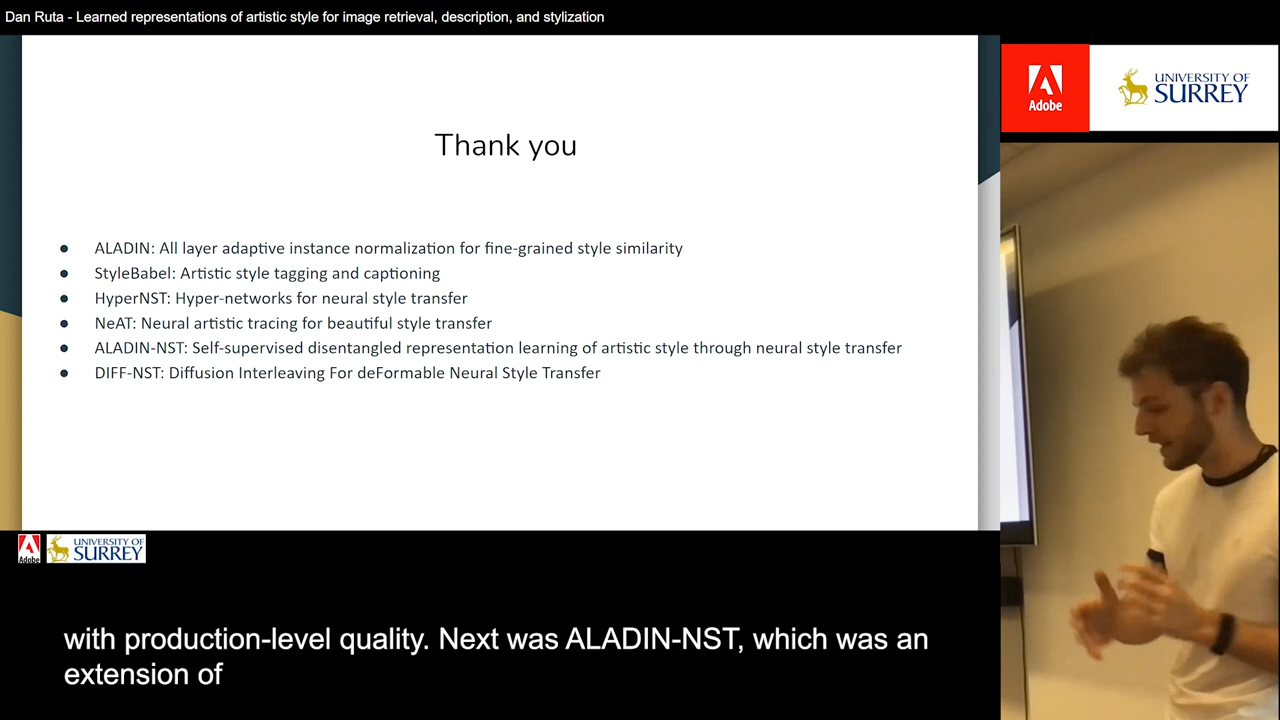 Dan Ruta - Learned representations of artistic style for image retrieval, description, and stylization
Thank you
ALADIN: All layer adaptive instance normalization for fine-grained style similarity
StyleBabel: Artistic style tagging and captioning
HyperNST: Hyper-networks for neural style transfer
NeAT: Neural artistic tracing for beautiful style transfer
ALADIN-NST: Self-supervised disentangled representation learning of artistic style through neural style transfer
DIFF-NST: Diffusion Interleaving For deFormable Neural Style Transfer
Adobe
UNIVERSITY OF
SURREY
Adobe
UNIVERSITY OF
SURREY
with production-level quality. Next was ALADIN-NST, which was an
extension of